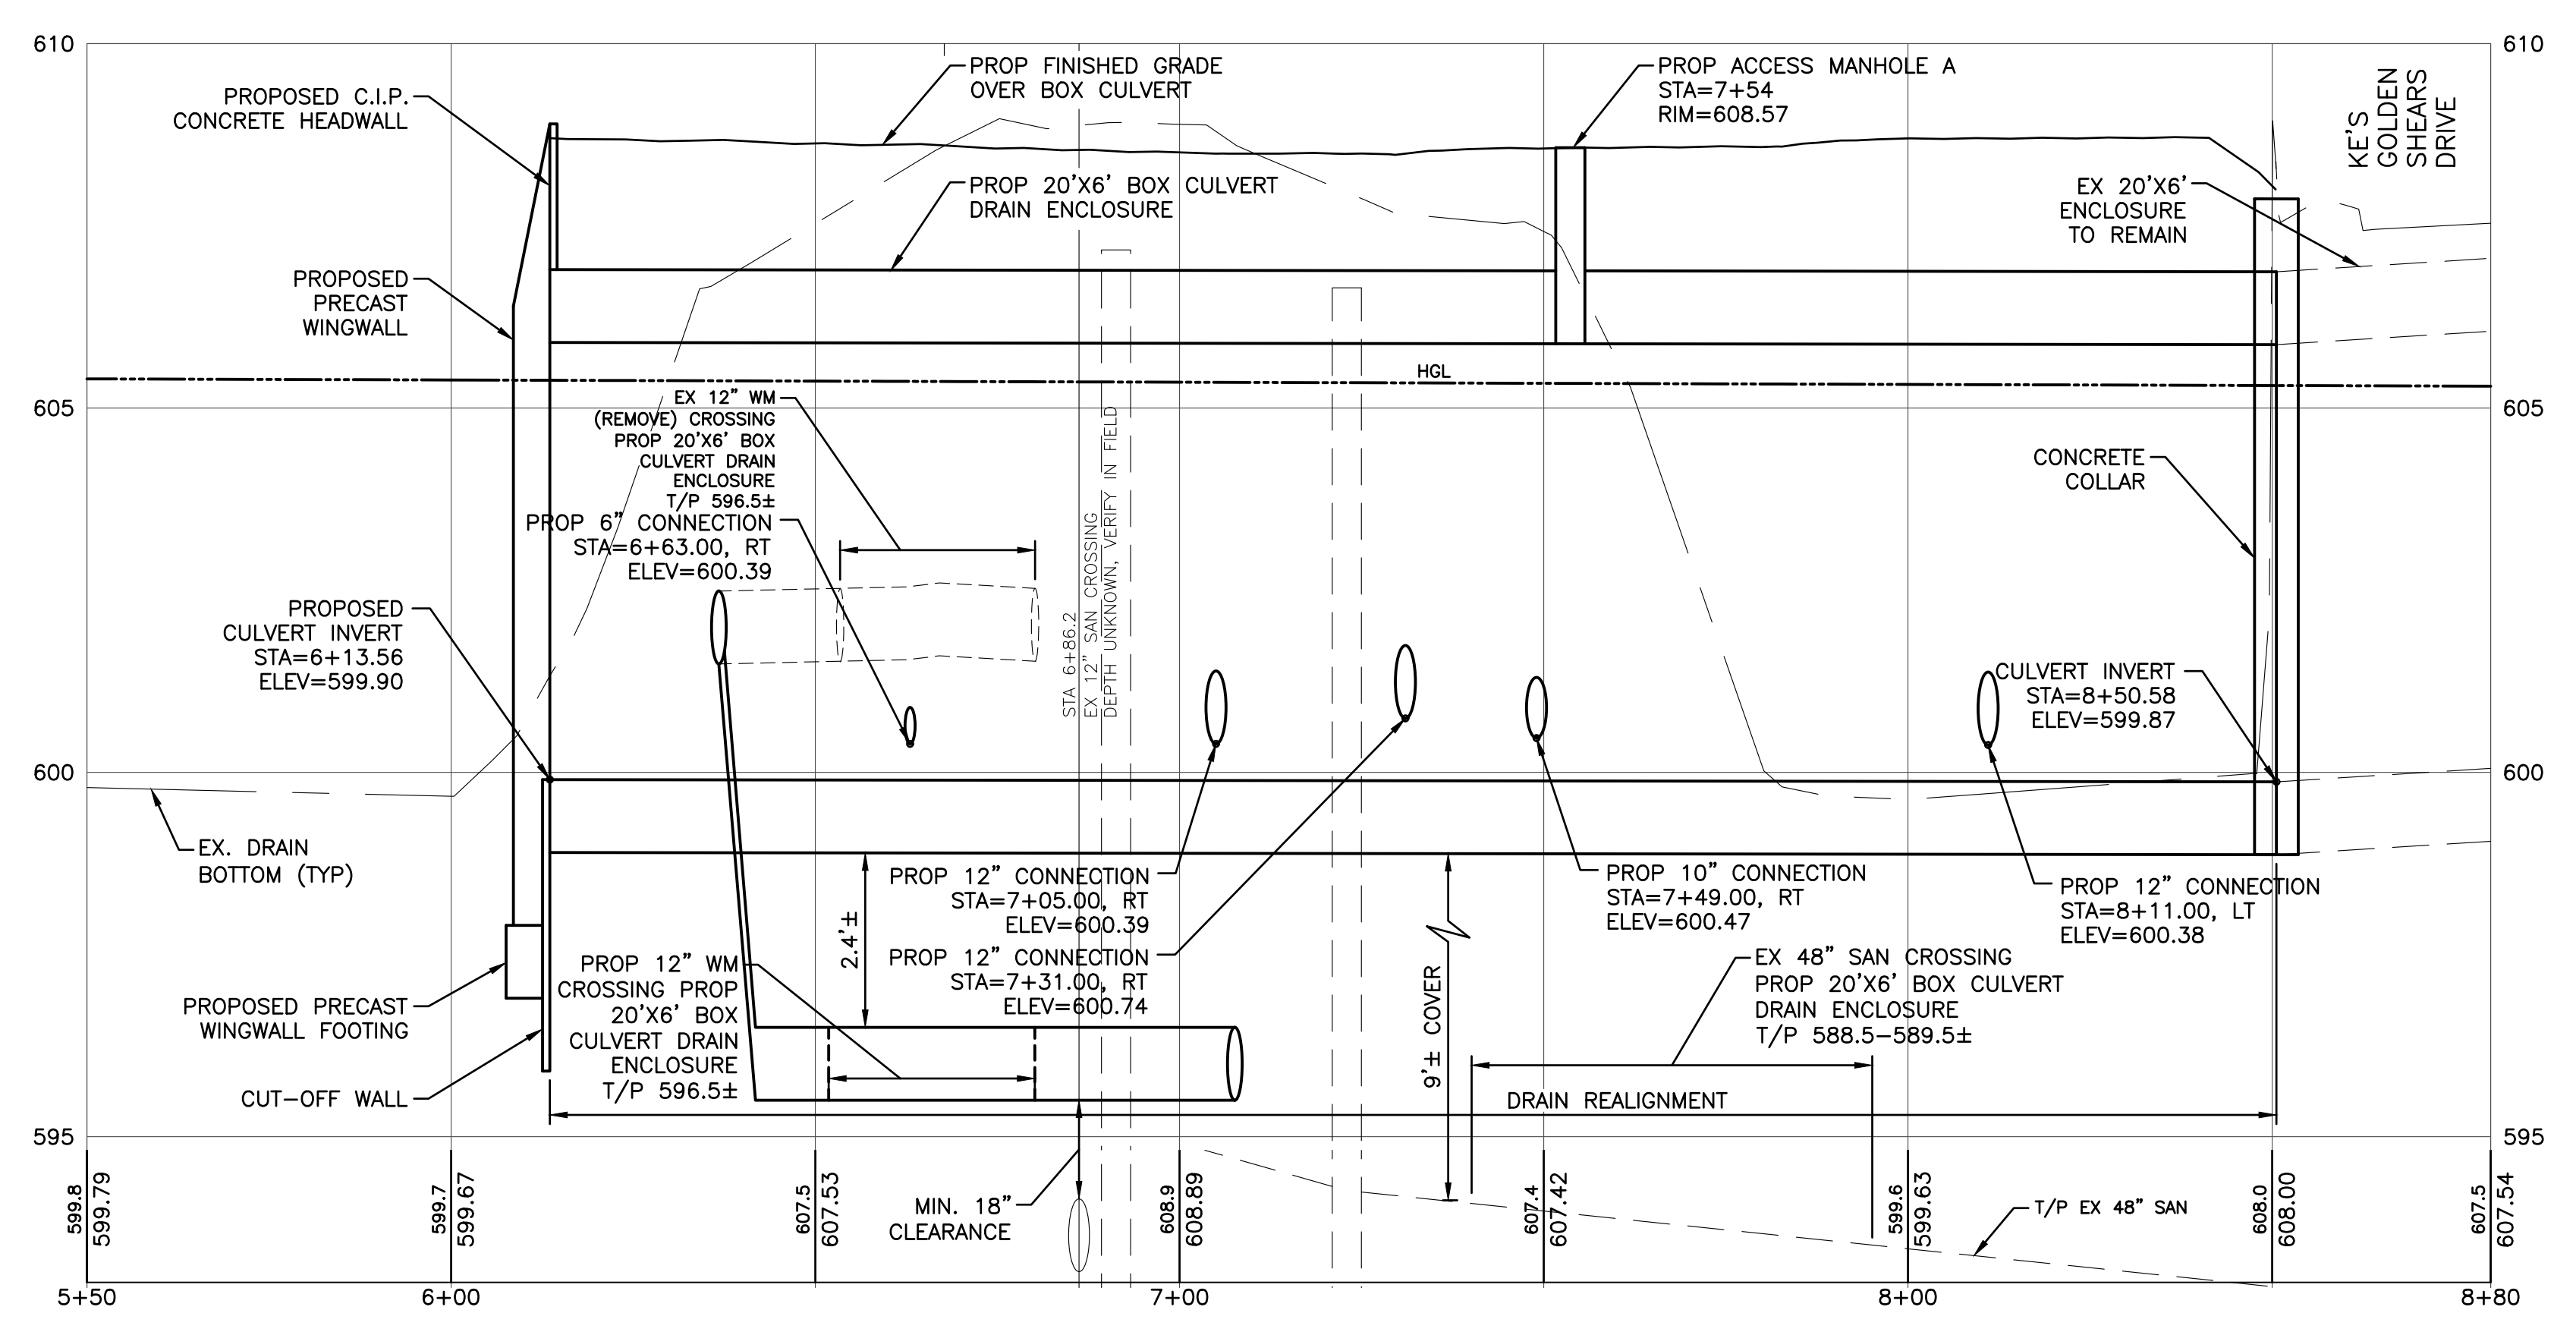 610
610
PROP FINISHED GRADE
OVER BOX CULVERT
PROP ACCESS MANHOLE A
STA=7+54
RIM=608.57
KE'S
GOLDEN
SHEARS
DRIVE
PROPOSED C.I.P.
CONCRETE HEADWALL
PROP 20'X6' BOX CULVERT
DRAIN ENCLOSURE
EX 20'X6'
ENCLOSURE
TO REMAIN
PROPOSED
PRECAST
WINGWALL
HGL
605
605
EX 12" WM
(REMOVE) CROSSING
PROP 20'X6' BOX
CULVERT DRAIN
ENCLOSURE
T/P 596.5±
PROP 6" CONNECTION
STA=6+63.00, RT
ELEV=600.39
STA 6+86.2
EX 12" SAN CROSSING
DEPTH UNKNOWN, VERIFY IN FIELD
CONCRETE
COLLAR
PROPOSED
CULVERT INVERT
STA=6+13.56
ELEV=599.90
CULVERT INVERT
STA=8+50.58
ELEV=599.87
600
600
EX. DRAIN
BOTTOM (TYP)
2.4'±
PROP 12" CONNECTION
STA=7+05.00, RT
ELEV=600.39
PROP 12" CONNECTION
STA=7+31.00, RT
ELEV=600.74
PROP 10" CONNECTION
STA=7+49.00, RT
ELEV=600.47
PROP 12" CONNECTION
STA=8+11.00, LT
ELEV=600.38
PROPOSED PRECAST
WINGWALL FOOTING
PROP 12" WM
CROSSING PROP
20'X6' BOX
CULVERT DRAIN
ENCLOSURE
T/P 596.5±
9'± COVER
EX 48" SAN CROSSING
PROP 20'X6' BOX CULVERT
DRAIN ENCLOSURE
T/P 588.5-589.5±
CUT-OFF WALL
DRAIN REALIGNMENT
595
595
MIN. 18"
CLEARANCE
T/P EX 48" SAN
599.8
599.79
599.7
599.67
607.5
607.53
608.9
608.89
607.4
607.42
599.6
599.63
608.0
608.00
607.5
607.54
5+50
6+00
7+00
8+00
8+80